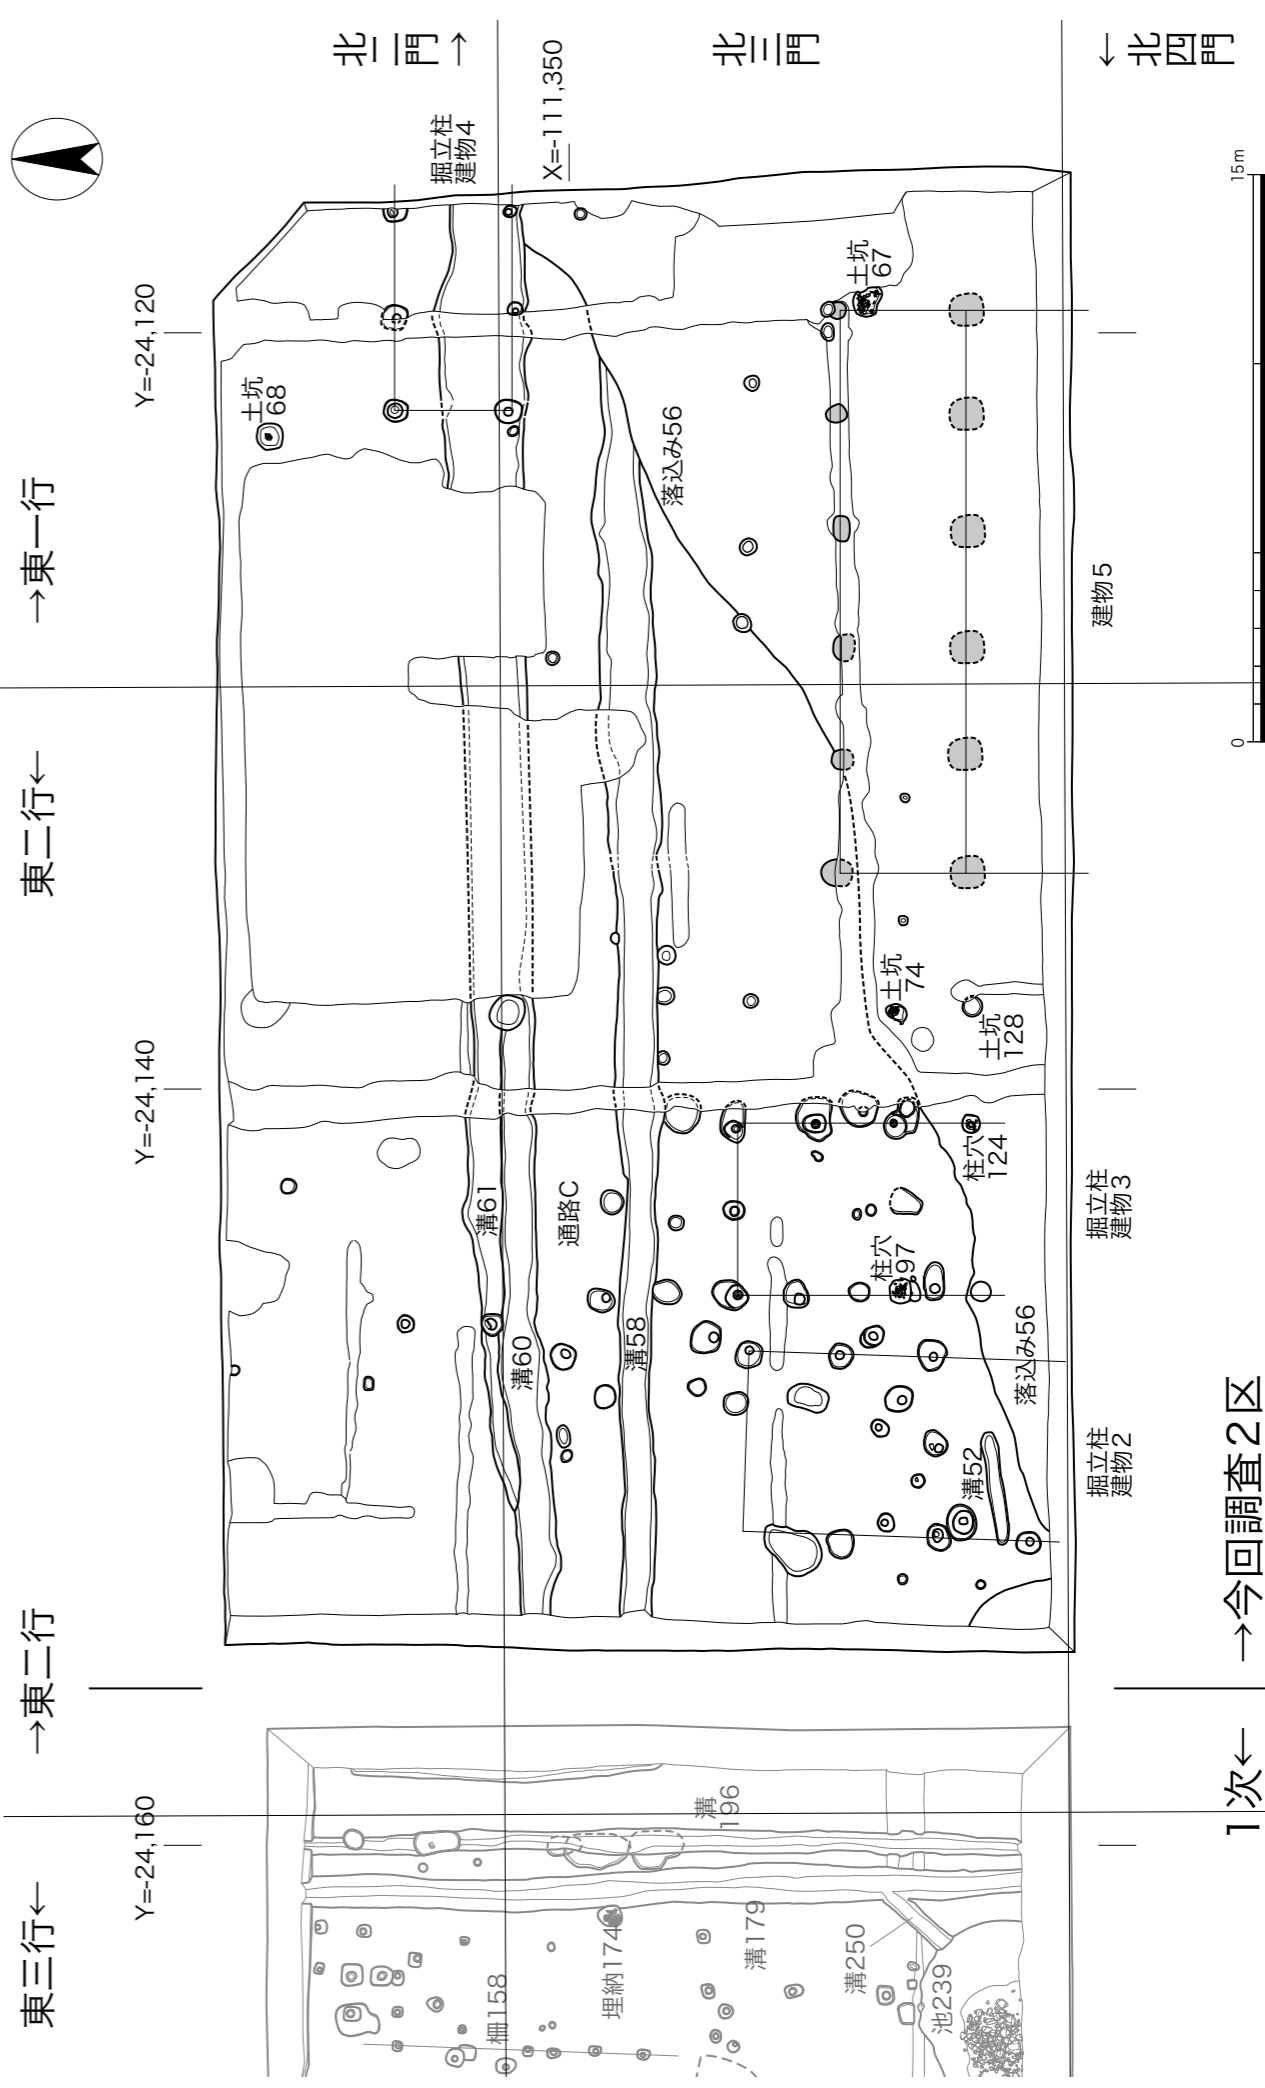 北二門→
北三門
←北四門
X=-111,350
掘立柱
建物4
Y=-24,120
土坑
68
→東一行
東二行←
落込み56
土坑
67
建物5
15m
0
Y=-24,140
土坑
74
土坑
128
柱穴
124
掘立柱
建物3
溝61
通路C
柱穴
97
溝60
溝58
落込み56
溝52
掘立柱
建物2
→今回調査2区
1次←
→東二行
東三行←
Y=-24,160
溝
196
埋納174
溝179
溝250
池239
柵158